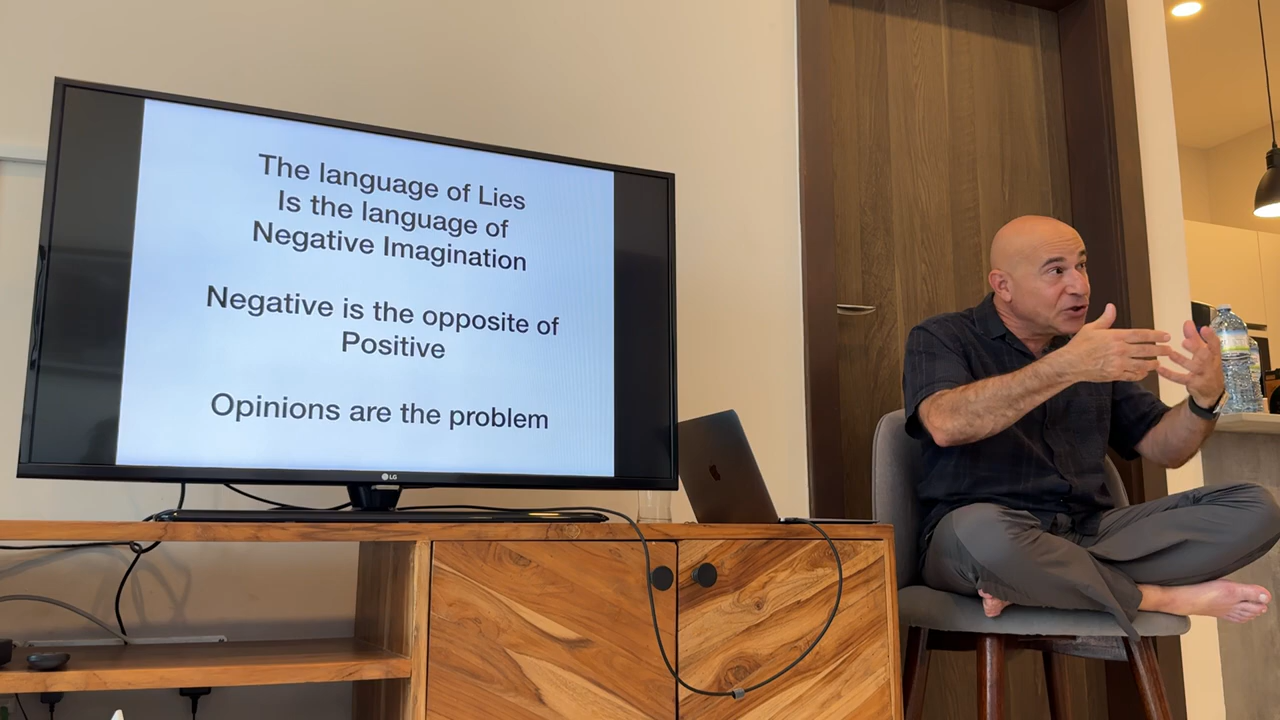 The language of Lies
Is the language of
Negative Imagination
Negative is the opposite of
Positive
Opinions are the problem
LG